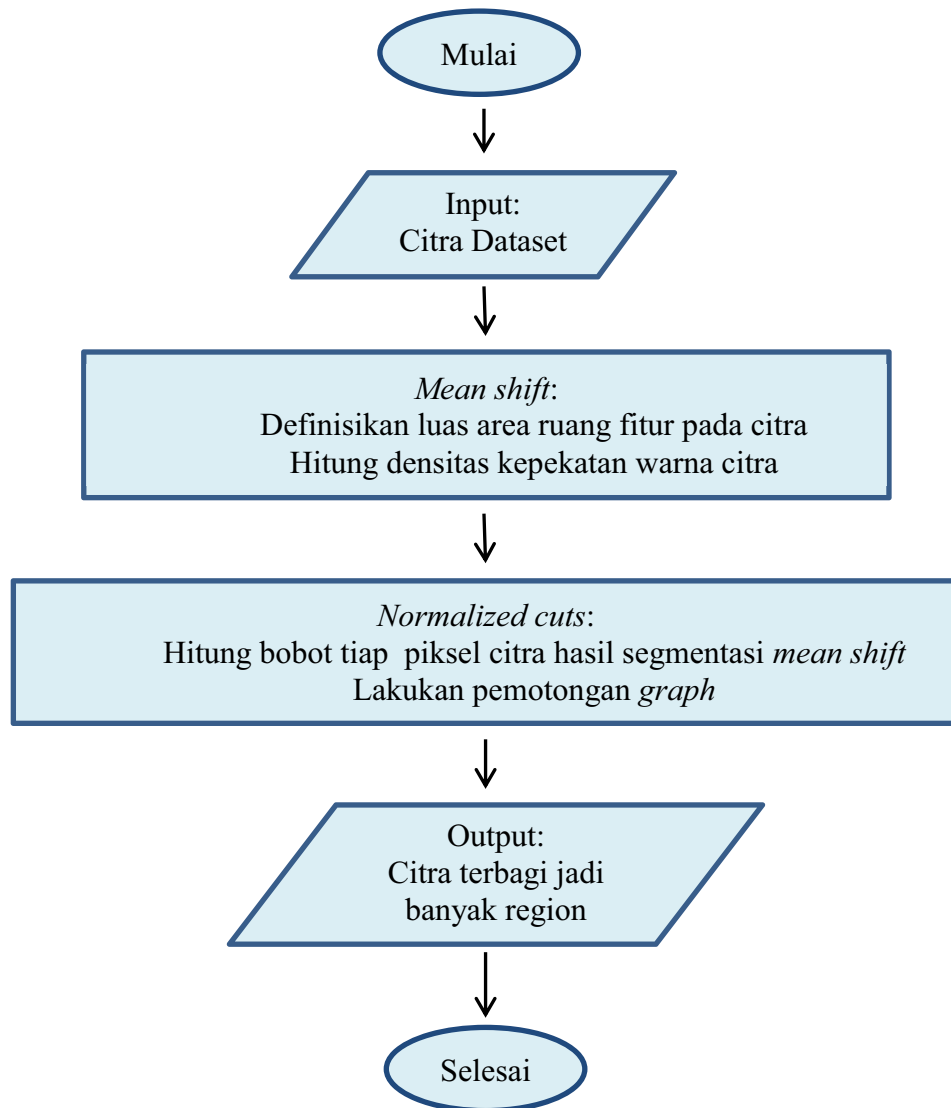 Mulai
Input:
Citra Dataset
Mean shift:
Definisikan luas area ruang fitur pada citra
Hitung densitas kepekatan warna citra
Normalized cuts:
Hitung bobot tiap  piksel citra hasil segmentasi mean shift
Lakukan pemotongan graph
Output:
Citra terbagi jadi
banyak region
Selesai